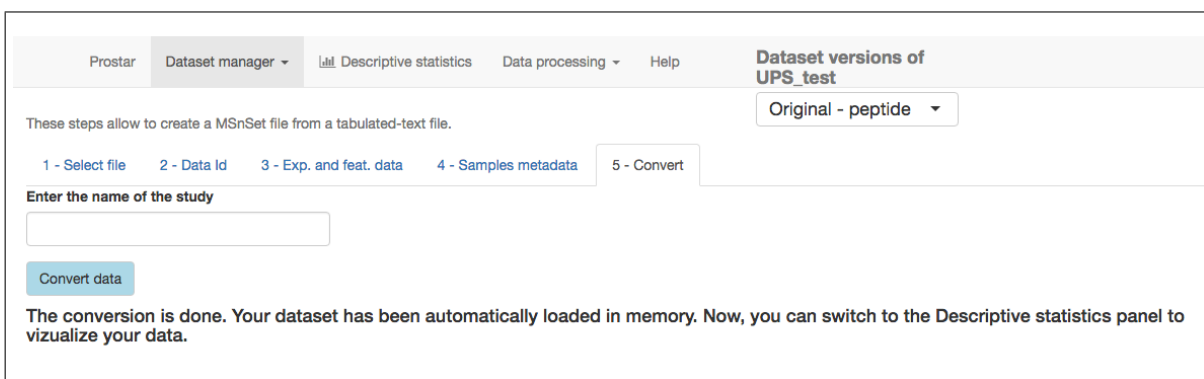 Prostar Dataset manager Descriptive statistics Data processing Help
Dataset versions of
UPS_test
Original - peptide
These steps allow to create a MSnSet file from a tabulated-text file.
1 - Select file 2 - Data Id 3 - Exp. and feat. data 4 - Samples metadata 5 - Convert
Enter the name of the study
Convert data
The conversion is done. Your dataset has been automatically loaded in memory. Now, you can switch to the Descriptive statistics panel to
vizualize your data.